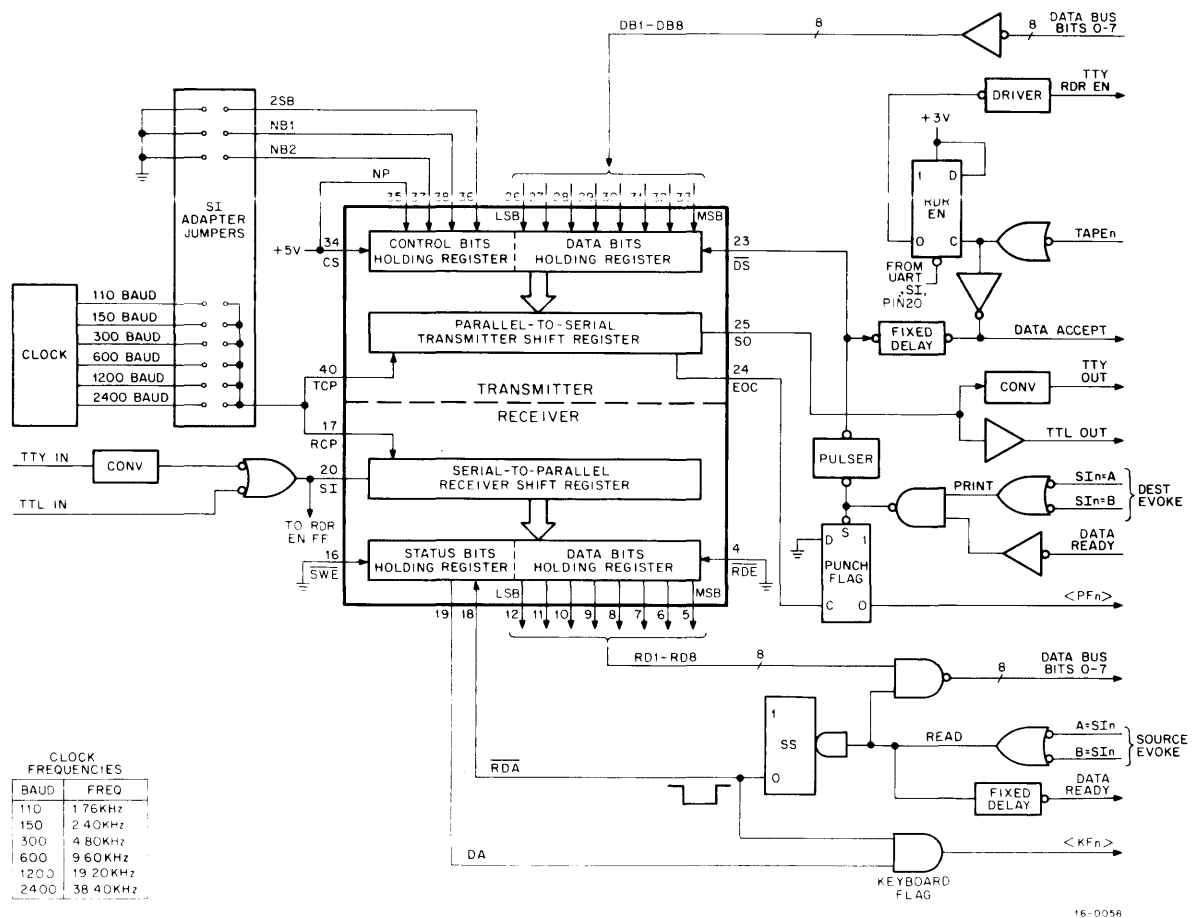 DB1-DB8
8
8
DATA BUS
BITS 0-7
TTY
RDR EN
DRIVER
+3V
1
D
RDR
EN
0
C
FROM
UART
SI,
PIN20
TAPEn
2SB
NB1
NB2
NP
SI
ADAPTER
JUMPERS
35
37
38
36
26
27
28
29
30
31
32
33
LSB
MSB
+5V
34
CS
CONTROL BITS
HOLDING REGISTER
DATA BITS
HOLDING REGISTER
23
DS
PARALLEL-TO-SERIAL
TRANSMITTER SHIFT REGISTER
25
SO
24
EOC
FIXED
DELAY
DATA ACCEPT
CLOCK
110 BAUD
150 BAUD
300 BAUD
600 BAUD
1200 BAUD
2400 BAUD
40
TCP
TRANSMITTER
RECEIVER
17
RCP
CONV
TTY
OUT
TTL OUT
TTY IN
CONV
TTL IN
20
SI
TO RDR
EN FF
SERIAL-TO-PARALLEL
RECEIVER SHIFT REGISTER
PULSER
PRINT
SIn=A
SIn=B
DEST
EVOKE
DATA
READY
S
D
1
PUNCH
FLAG
C
0
<PFn>
16
SWE
STATUS BITS
HOLDING REGISTER
DATA BITS
HOLDING REGISTER
4
RDE
LSB
MSB
19
18
12
11
10
9
8
7
6
5
RD1-RD8
8
8
DATA BUS
BITS 0-7
1
SS
0
READ
A=SIn
B=SIn
SOURCE
EVOKE
FIXED
DELAY
DATA
READY
RDA
DA
KEYBOARD
FLAG
<KFn>
CLOCK
FREQUENCIES
BAUD FREQ
110 1.76KHz
150 2.40KHz
300 4.80KHz
600 9.60KHz
1200 19.20KHz
2400 38.40KHz
16-0058